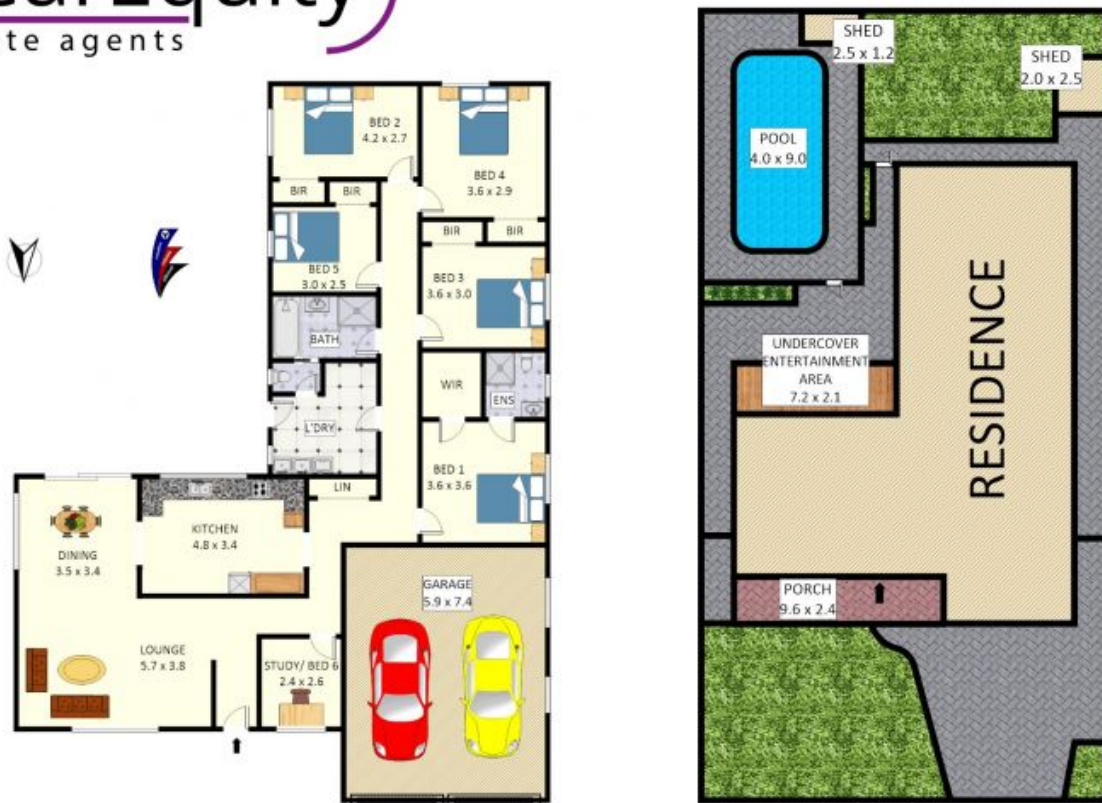 te agents
BED 2
4.2 x 2.7
BED 4
3.6 x 2.9
BIR
BIR
BED 5
3.0 x 2.5
BIR
BIR
BED 3
3.6 x 3.0
BATH
WIR
ENS
L'DRY
BED 1
3.6 x 3.6
LIN
KITCHEN
4.8 x 3.4
DINING
3.5 x 3.4
GARAGE
5.9 x 7.4
LOUNGE
5.7 x 3.8
STUDY/ BED 6
2.4 x 2.6
SHED
2.5 x 1.2
SHED
2.0 x 2.5
POOL
4.0 x 9.0
UNDERCOVER
ENTERTAINMENT
AREA
7.2 x 2.1
RESIDENCE
PORCH
9.6 x 2.4